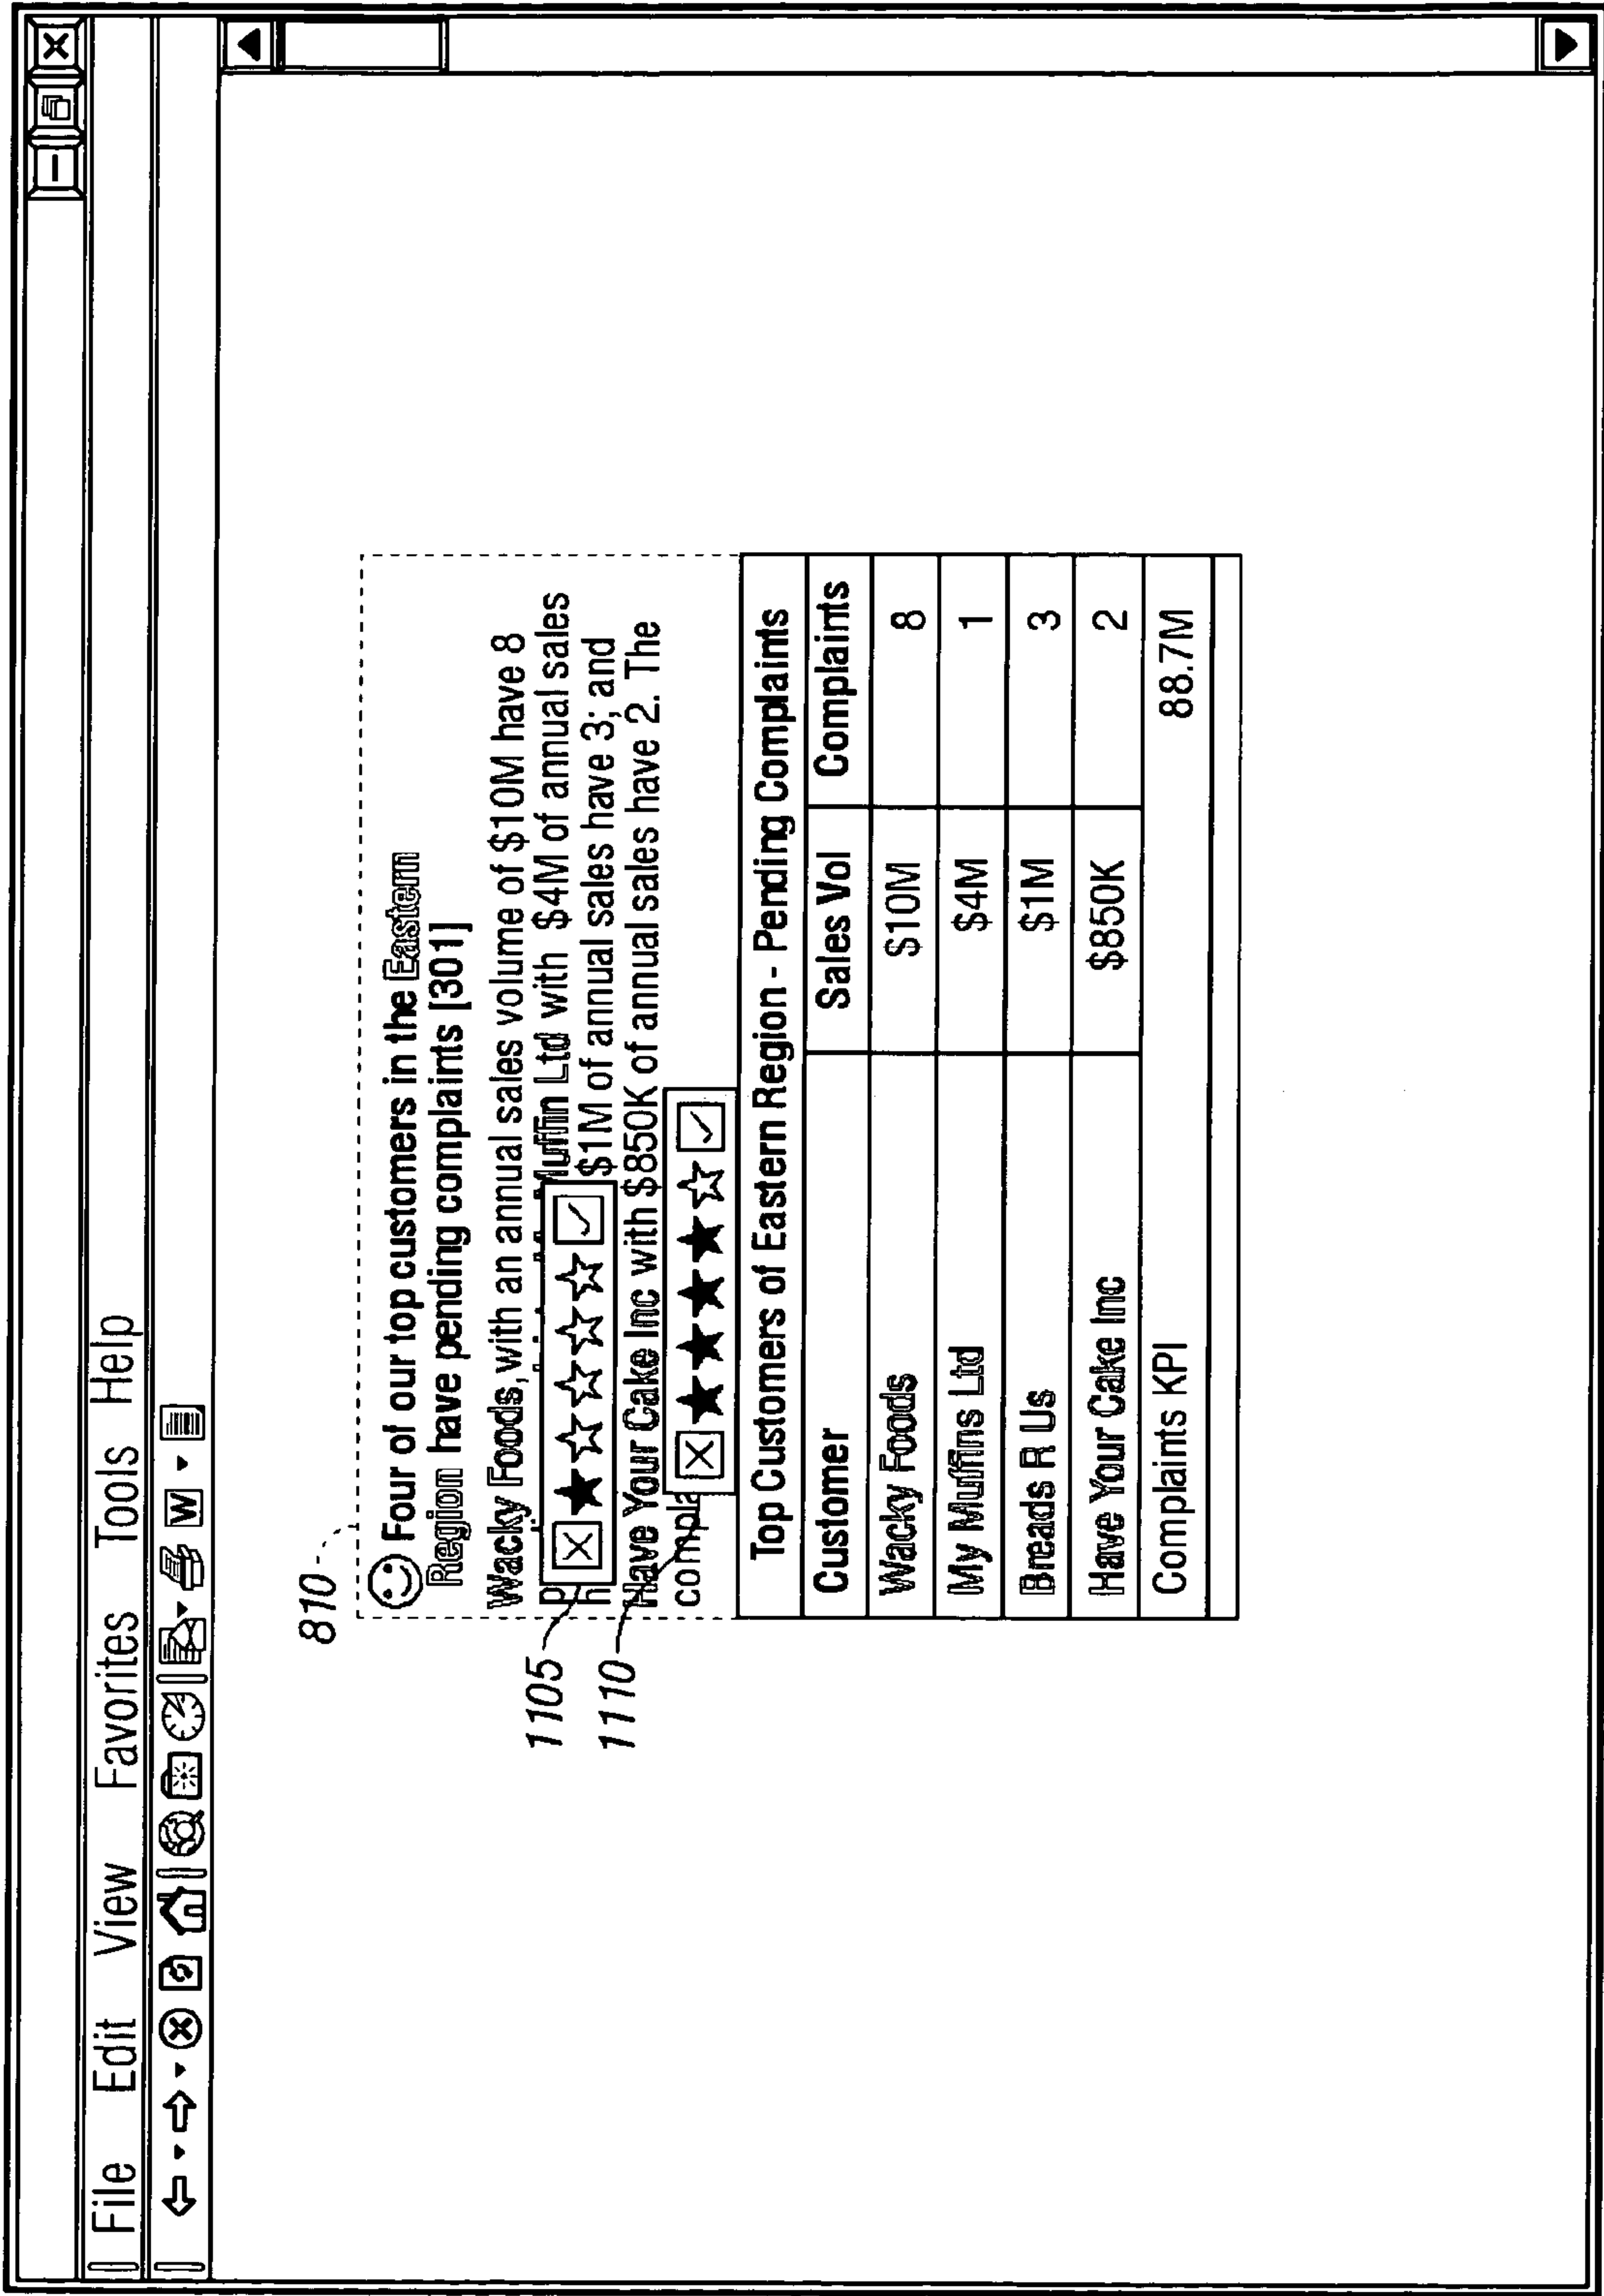 File Edit View Favorites Tools Help
W
810
Four of our top customers in the Eastern
Region have pending complaints [301]
Wacky Foods, with an annual sales volume of $10M have 8
Muffin Ltd with $4M of annual sales
$1M of annual sales have 3; and
Have Your Cake Inc with $850K of annual sales have 2. The
compla
1105
1110
Top Customers of Eastern Region - Pending Complaints
Customer Sales Vol Complaints
Wacky Foods $10M 8
My Muffins Ltd $4M 1
Breads R Us $1M 3
Have Your Cake Inc $850K 2
Complaints KPI 88.7M